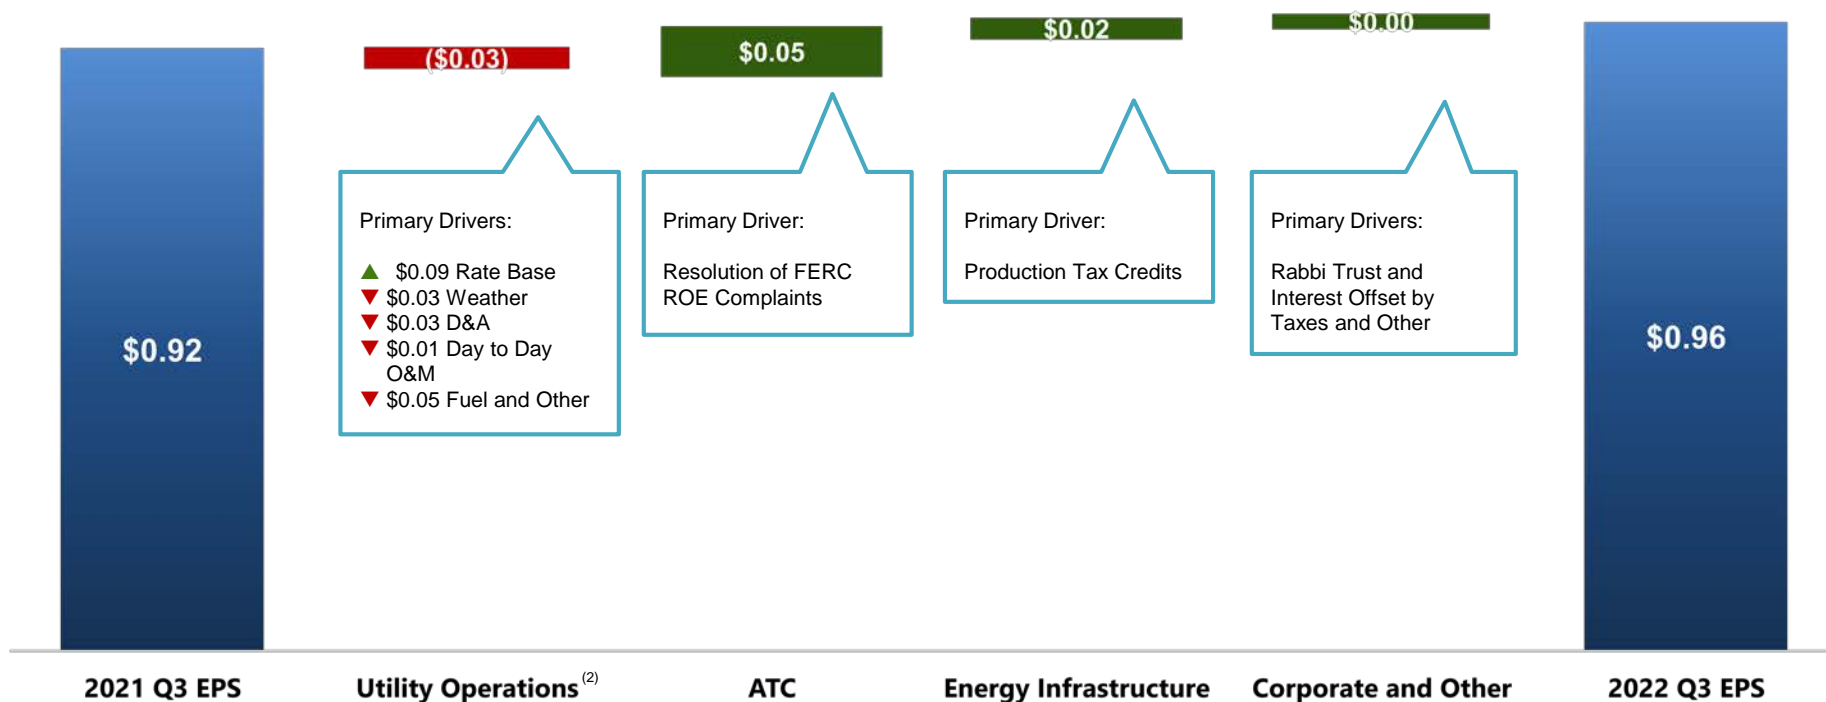 ($0.03)
$0.05
$0.02
$0.00
Primary Drivers:
▲ $0.09 Rate Base
▼ $0.03 Weather
▼ $0.03 D&A
▼ $0.01 Day to Day
O&M
▼ $0.05 Fuel and Other
Primary Driver:
Resolution of FERC
ROE Complaints
Primary Driver:
Production Tax Credits
Primary Drivers:
Rabbi Trust and
Interest Offset by
Taxes and Other
$0.92
$0.96
2021 Q3 EPS
Utility Operations (2)
ATC
Energy Infrastructure
Corporate and Other
2022 Q3 EPS